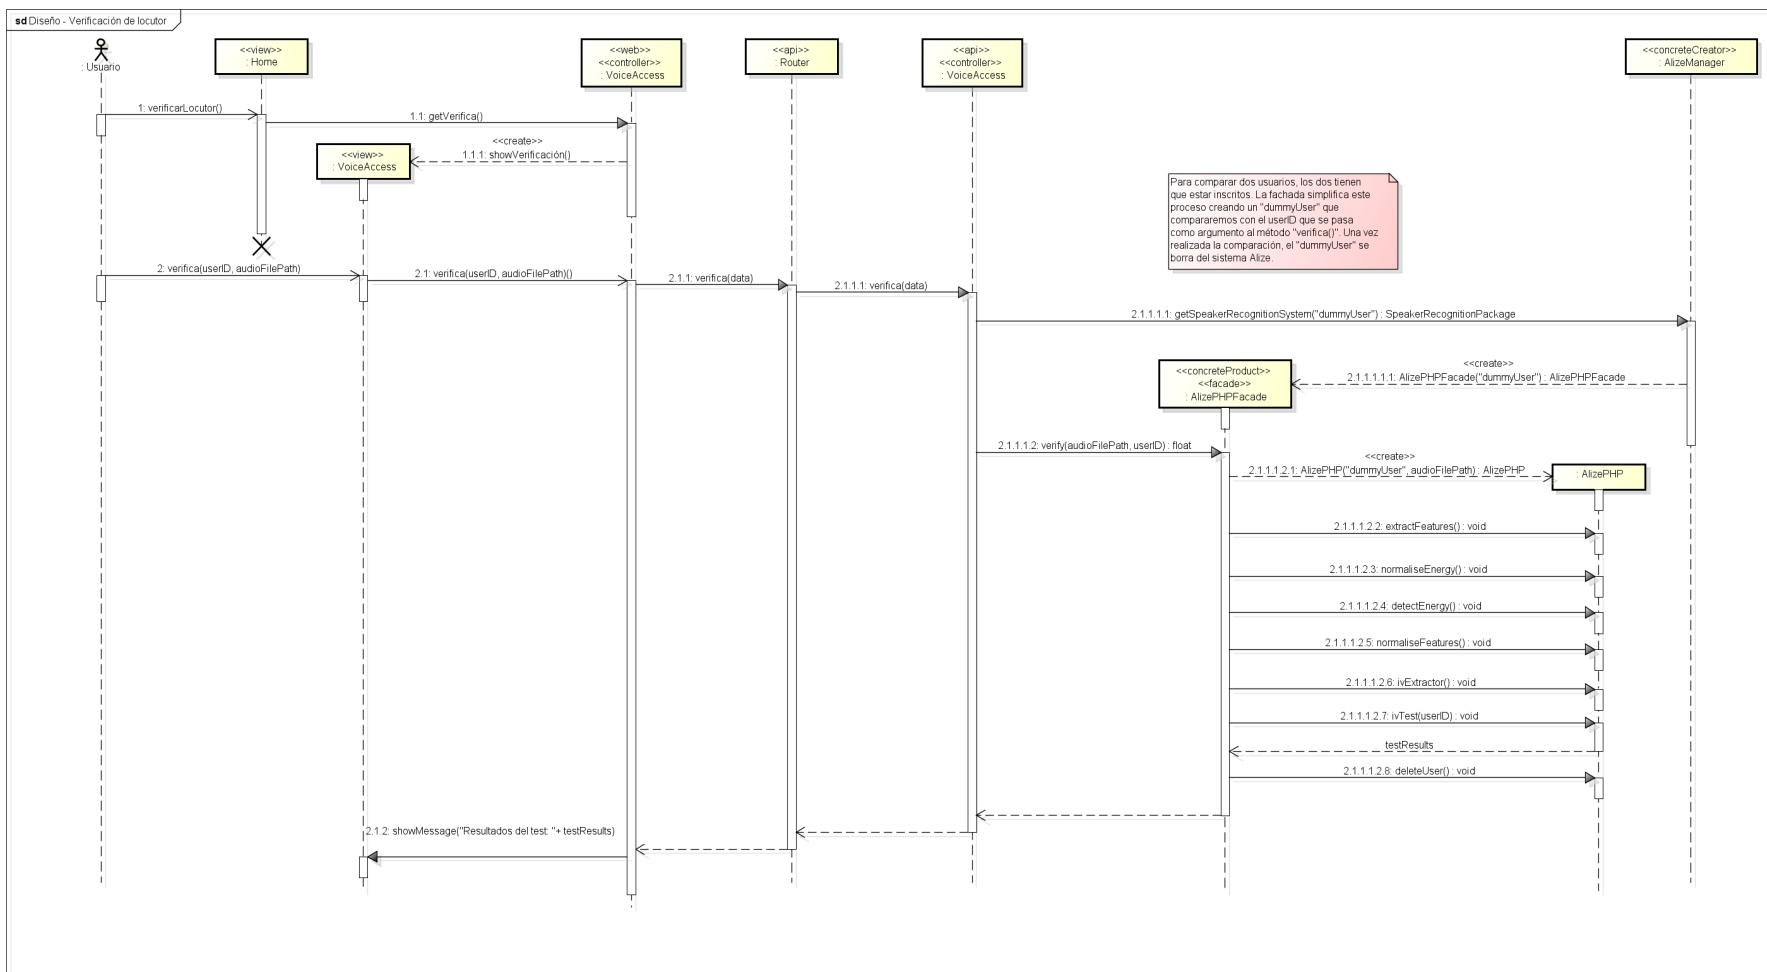 sd Diseño - Verificación de locutor
: Usuario
<<view>>
: Home
<<web>>
<<controller>>
: VoiceAccess
<<api>>
: Router
<<api>>
<<controller>>
: VoiceAccess
<<concreteCreator>>
: AlizeManager
1: verificarLocutor()
1.1: getVerifica()
<<create>>
1.1.1: showVerificación()
<<view>>
: VoiceAccess
Para comparar dos usuarios, los dos tienen
que estar inscritos. La fachada simplifica este
proceso creando un "dummyUser" que
compararemos con el userID que se pasa
como argumento al método "verifica()". Una vez
realizada la comparación, el "dummyUser" se
borra del sistema Alize.
2: verifica(userID, audioFilePath)
2.1: verifica(userID, audioFilePath)()
2.1.1: verifica(data)
2.1.1.1: verifica(data)
2.1.1.1.1: getSpeakerRecognitionSystem("dummyUser") : SpeakerRecognitionPackage
<<create>>
2.1.1.1.1.1: AlizePHPFacade("dummyUser") : AlizePHPFacade
<<concreteProduct>>
<<facade>>
: AlizePHPFacade
2.1.1.1.2: verify(audioFilePath, userID) : float
<<create>>
2.1.1.1.2.1: AlizePHP("dummyUser", audioFilePath) : AlizePHP
: AlizePHP
2.1.1.1.2.2: extractFeatures() : void
2.1.1.1.2.3: normaliseEnergy() : void
2.1.1.1.2.4: detectEnergy() : void
2.1.1.1.2.5: normaliseFeatures() : void
2.1.1.1.2.6: ivExtractor() : void
2.1.1.1.2.7: ivTest(userID) : void
testResults
2.1.1.1.2.8: deleteUser() : void
2.1.2: showMessage("Resultados del test: "+ testResults)